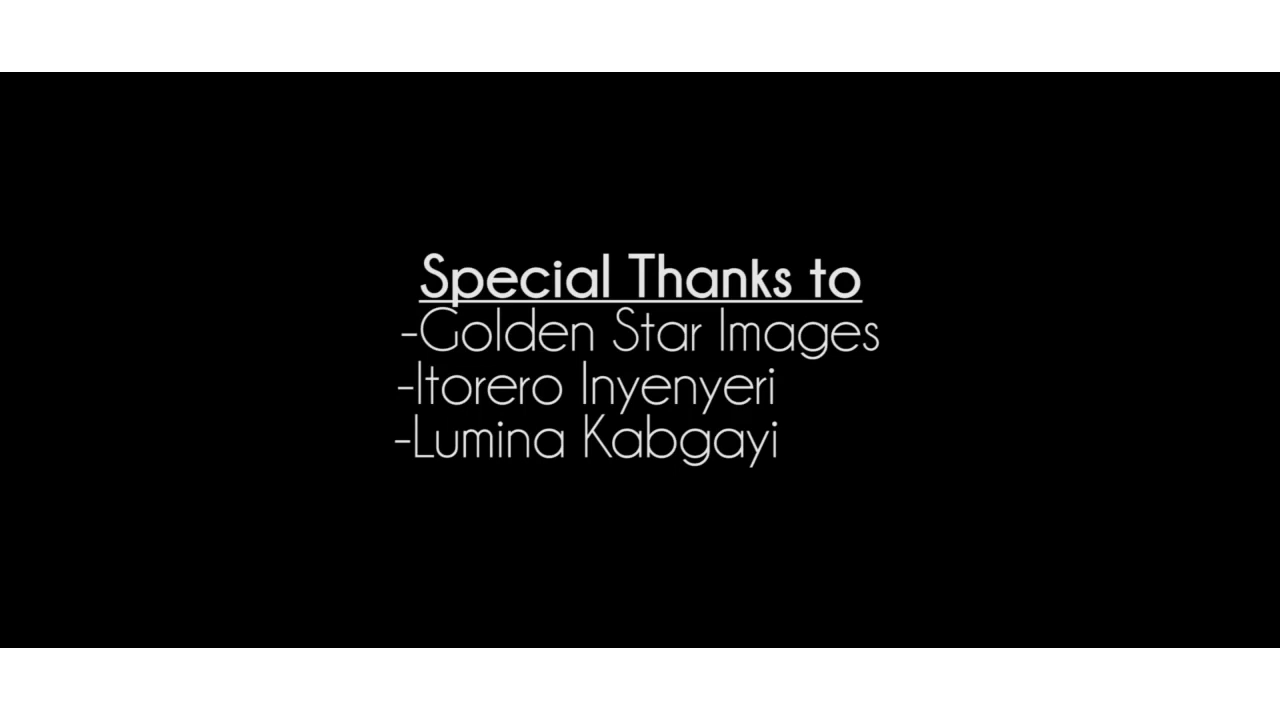 Special Thanks to
-Golden Star Images
-Itorero Inyenyeri
-Lumina Kabgayi